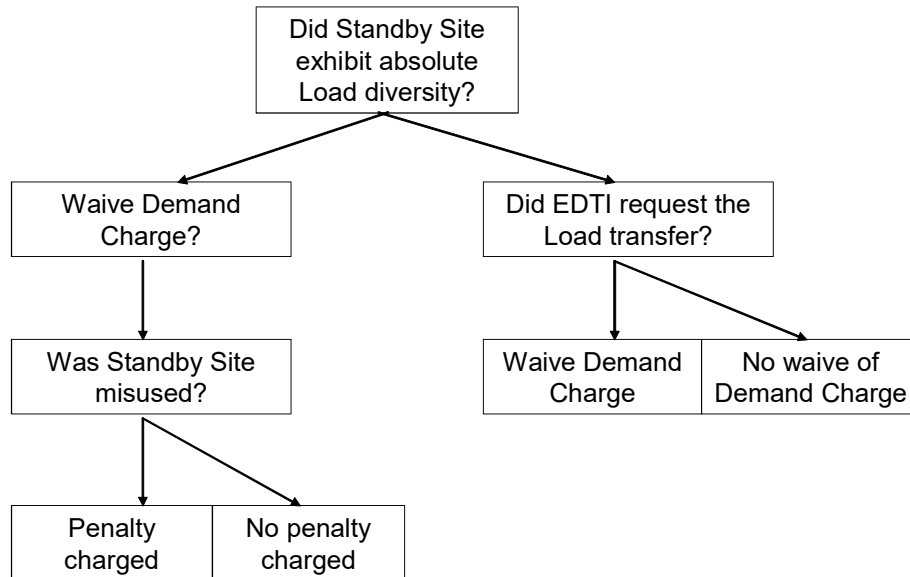 Did Standby Site
exhibit absolute
Load diversity?
Waive Demand
Charge?
Did EDTI request the
Load transfer?
Was Standby Site
misused?
Waive Demand
Charge
No waive of
Demand Charge
Penalty
charged
No penalty
charged